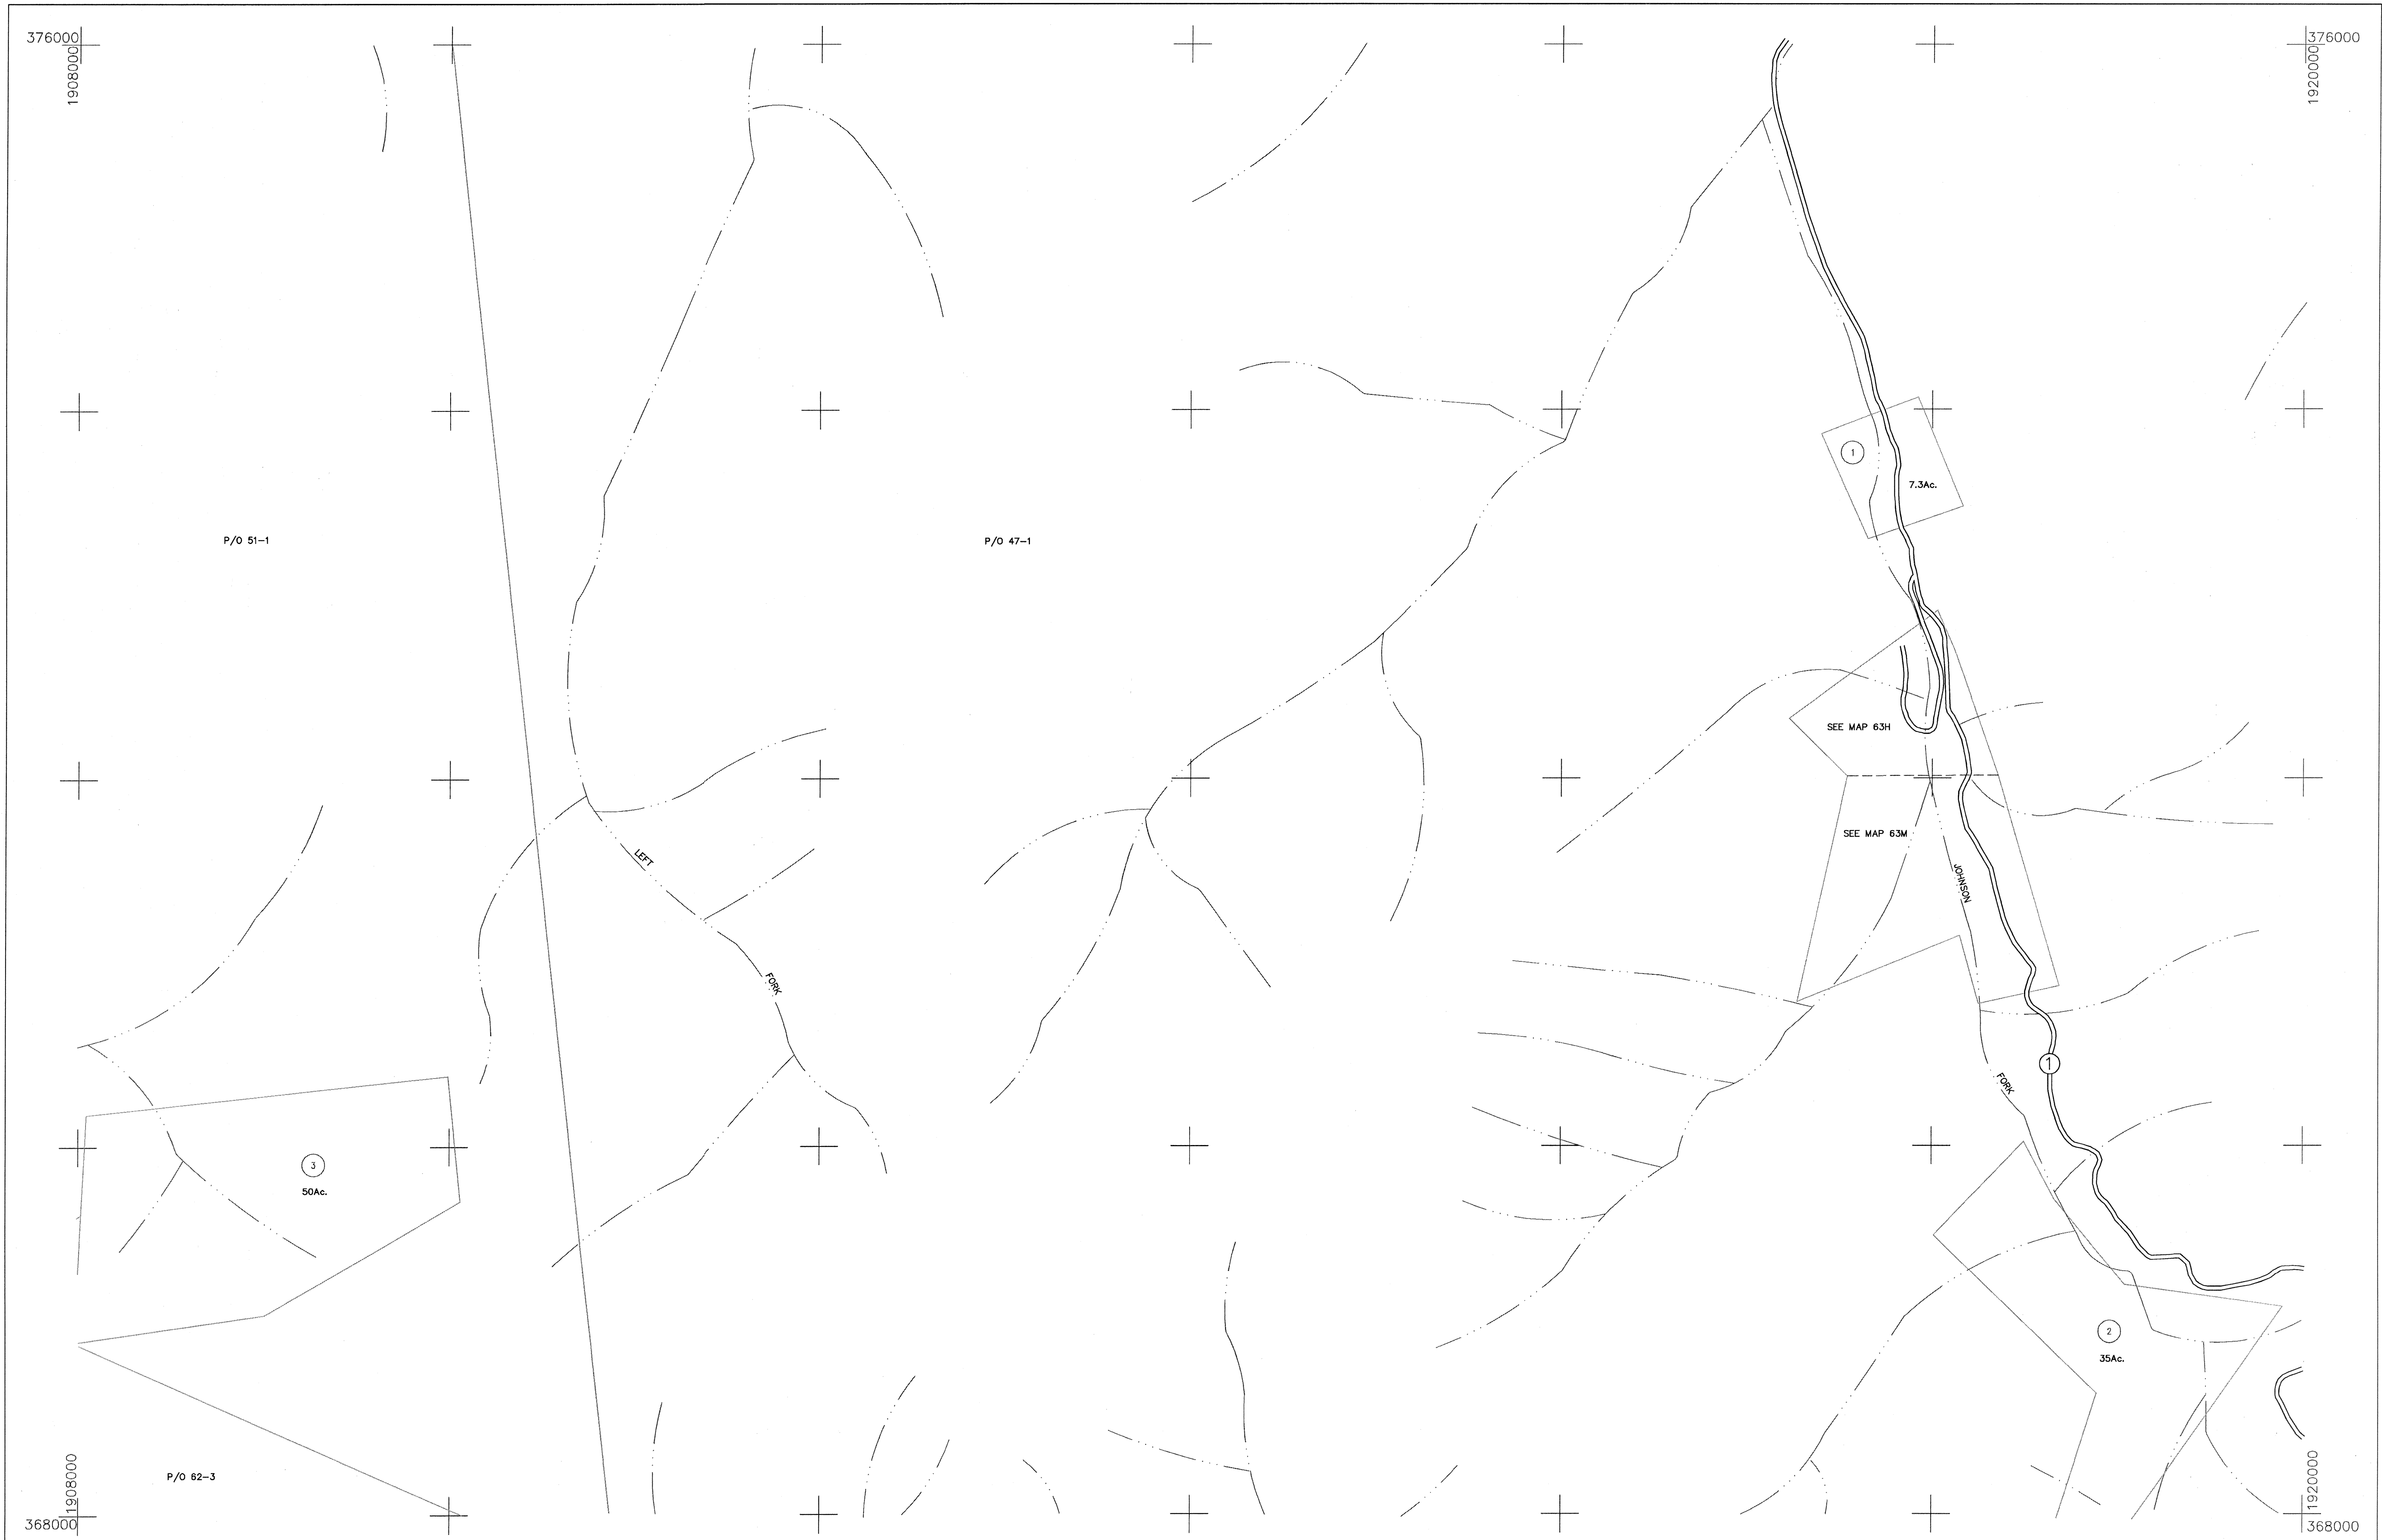 376000
1908000
376000
1920000
1
7.3Ac.
P/O 51-1
P/O 47-1
SEE MAP 63H
SEE MAP 63M
LEFT
JOHNSON
FORK
1
FORK
3
50Ac.
2
35Ac.
P/O 62-3
1908000
368000
1920000
368000